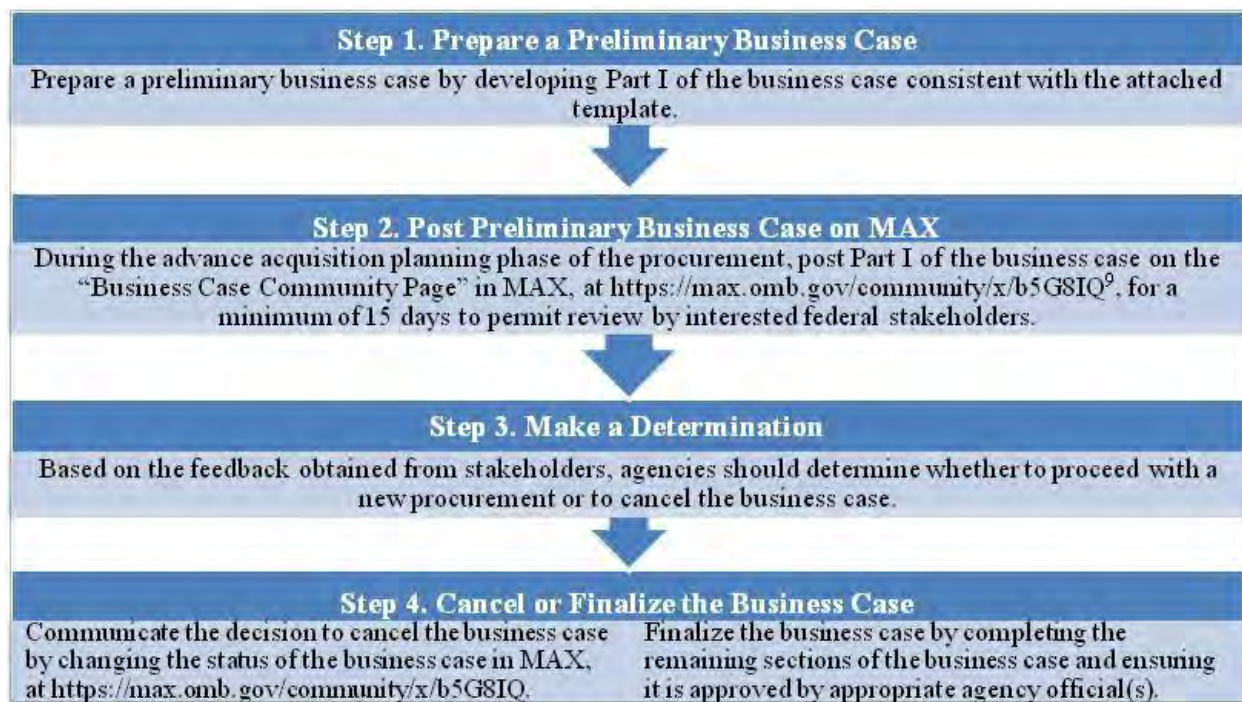 Step 1. Prepare a Preliminary Business Case
Prepare a preliminary business case by developing Part I of the business case consistent with the attached
template.
Step 2. Post Preliminary Business Case on MAX
During the advance acquisition planning phase of the procurement, post Part I of the business case on the
“Business Case Community Page” in MAX, at https://max.omb.gov/community/x/b5G8IQ⁹, for a
minimum of 15 days to permit review by interested federal stakeholders.
Step 3. Make a Determination
Based on the feedback obtained from stakeholders, agencies should determine whether to proceed with a
new procurement or to cancel the business case.
Step 4. Cancel or Finalize the Business Case
Communicate the decision to cancel the business case
by changing the status of the business case in MAX,
at https://max.omb.gov/community/x/b5G8IQ.
Finalize the business case by completing the
remaining sections of the business case and ensuring
it is approved by appropriate agency official(s).